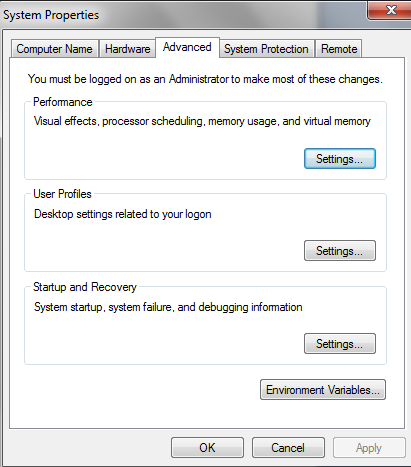 System Properties
Computer Name Hardware Advanced System Protection Remote
You must be logged on as an Administrator to make most of these changes.
Performance
Visual effects, processor scheduling, memory usage, and virtual memory
Settings...
User Profiles
Desktop settings related to your logon
Settings...
Startup and Recovery
System startup, system failure, and debugging information
Settings...
Environment Variables...
OK Cancel Apply